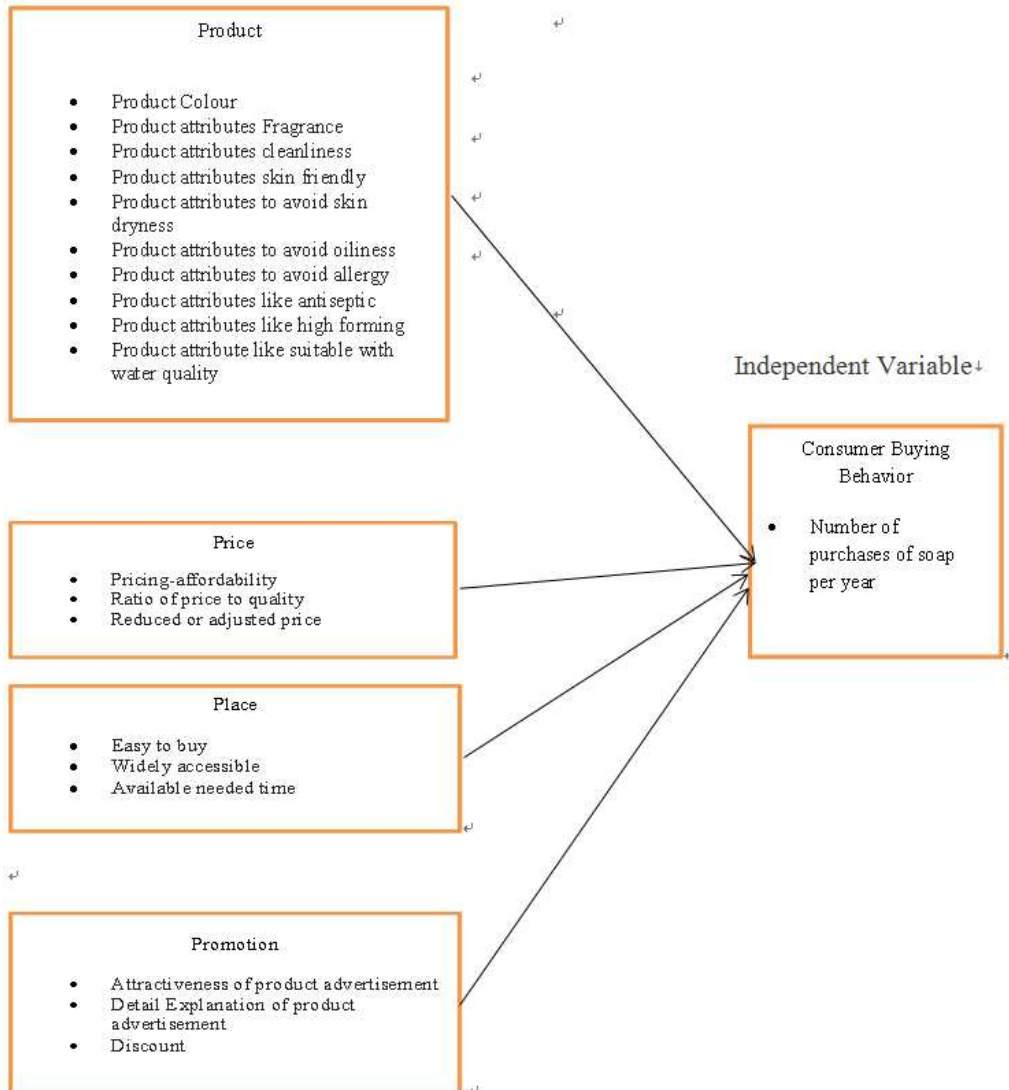 Product
• Product Colour
• Product attributes Fragrance
• Product attributes cleanliness
• Product attributes skin friendly
• Product attributes to avoid skin
dryness
• Product attributes to avoid oiliness
• Product attributes to avoid allergy
• Product attributes like antiseptic
• Product attributes like high forming
• Product attribute like suitable with
water quality
Independent Variable
Consumer Buying
Behavior
• Number of
purchases of soap
per year
Price
• Pricing-affordability
• Ratio of price to quality
• Reduced or adjusted price
Place
• Easy to buy
• Widely accessible
• Available needed time
Promotion
• Attractiveness of product advertisement
• Detail Explanation of product
advertisement
• Discount